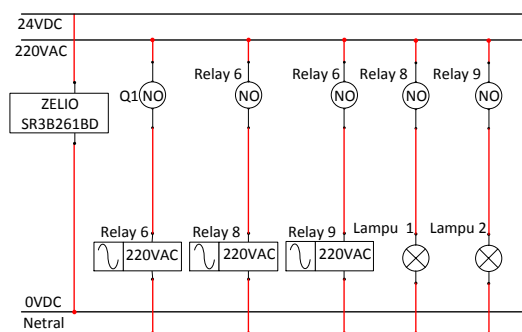 24VDC
220VAC
Relay 6
Relay 6
Relay 8
Relay 9
Q1
NO
NO
NO
NO
NO
ZELIO
SR3B261BD
Relay 6
Relay 8
Relay 9
Lampu 1
Lampu 2
220VAC
220VAC
220VAC
0VDC
Netral